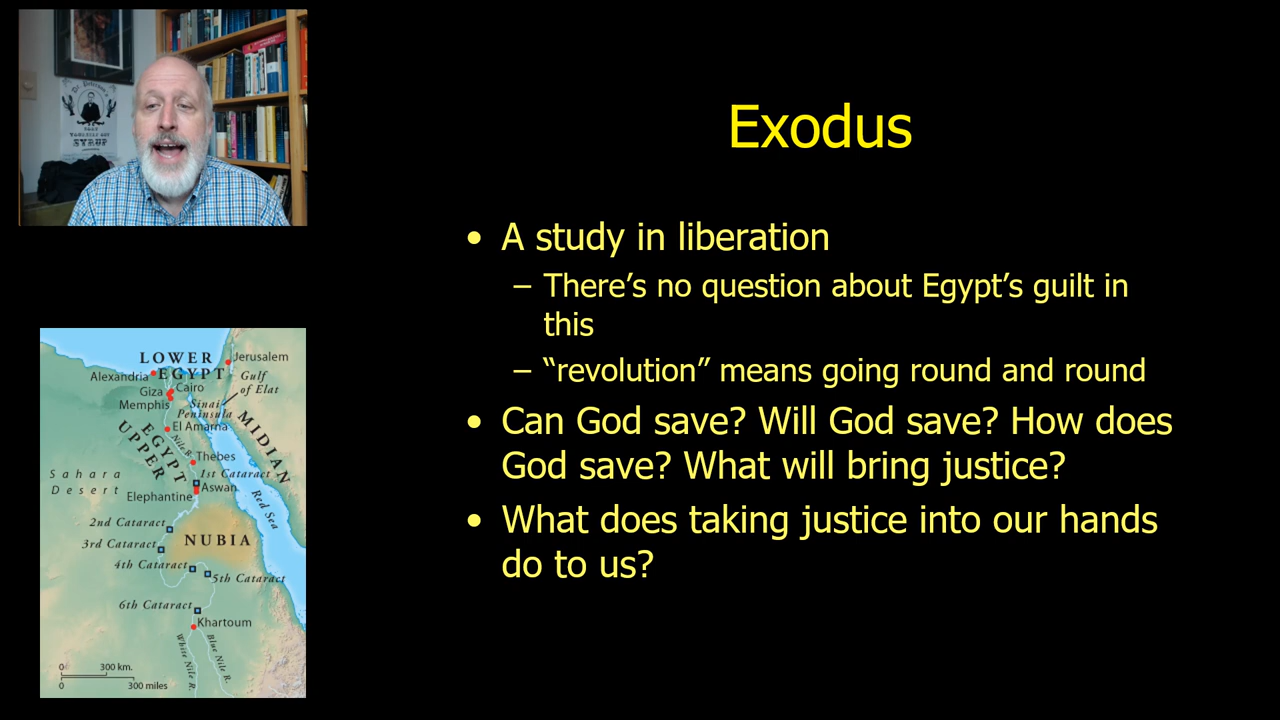 Exodus
• A study in liberation
– There’s no question about Egypt’s guilt in
this
– “revolution” means going round and round
• Can God save? Will God save? How does
God save? What will bring justice?
• What does taking justice into our hands
do to us?
SYRUP
LOWER
EGYPT
Jerusalem
Alexandria
Gulf
of Elat
Cairo
Giza
Memphis
Sinai
Peninsula
El Amarna
MIDIAN
UPPER
EGYPT
Nile R.
Thebes
Sahara
Desert
1st Cataract
Aswan
Elephantine
Red Sea
2nd Cataract
NUBIA
3rd Cataract
4th Cataract
5th Cataract
6th Cataract
Khartoum
White Nile R.
Blue Nile R.
0 300 km.
0 300 miles